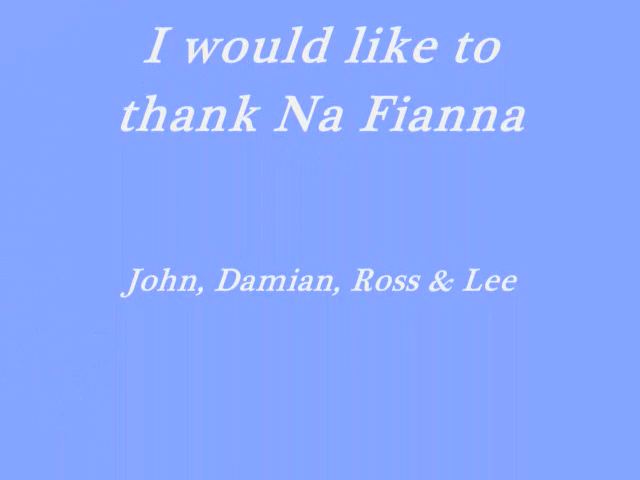 I would like to
thank Na Fianna
John, Damian, Ross & Lee